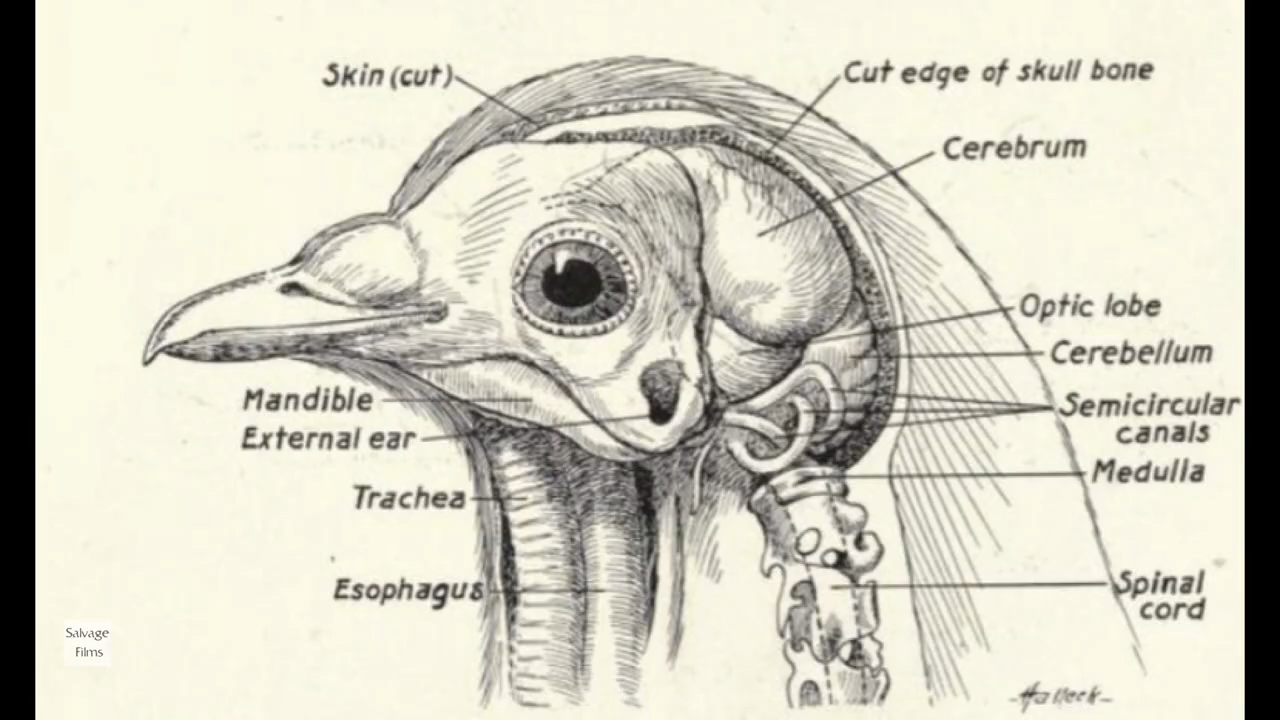 Skin (cut)
Cut edge of skull bone
Cerebrum
Optic lobe
Cerebellum
Semicircular
canals
Medulla
Spinal
cord
Mandible
External ear
Trachea
Esophagus
Salvage
Films